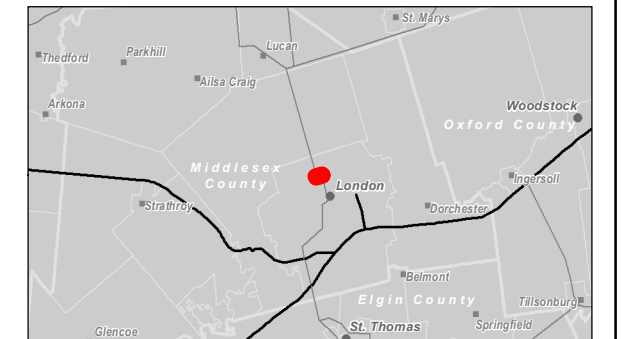 St. Marys
Lucan
Thedford
Parkhill
Ailsa Craig
Arkona
Woodstock
Oxford County
Middlesex
County
Ingersoll
London
Strathroy
Dorchester
Belmont
Elgin County
Tillsonburg
Springfield
St. Thomas
Glencoe